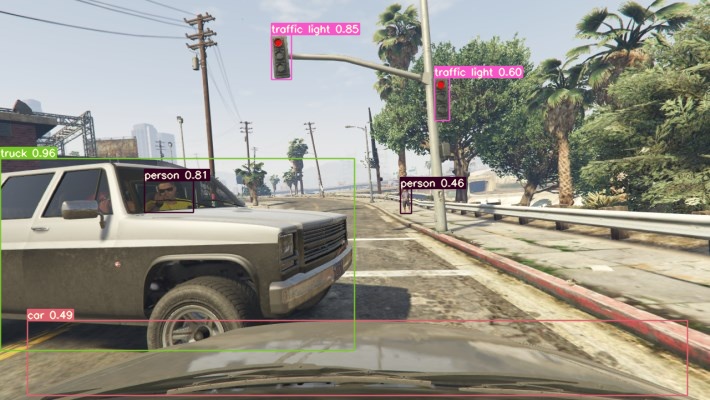 traffic light 0.85
traffic light 0.60
truck 0.96
person 0.81
person 0.46
car 0.49